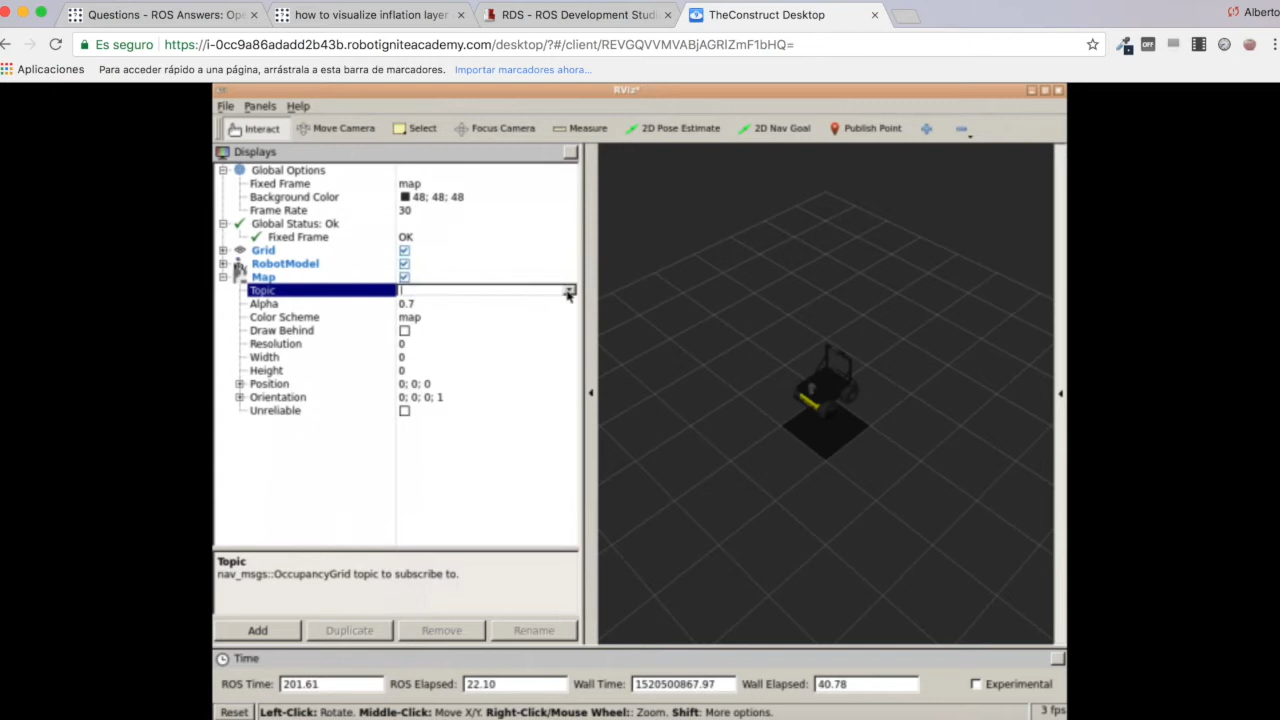 Questions - ROS Answers: Ope
how to visualize inflation layer
RDS - ROS Development Studi
TheConstruct Desktop
Alberto
Es seguro
https://i-0cc9a86adadd2b43b.robotigniteacademy.com/desktop/?#/client/REVGQVVMVABjAGRlZmF1bHQ=
OFF
Aplicaciones
Para acceder rápido a una página, arrástrala a esta barra de marcadores.
Importar marcadores ahora...
RViz*
File Panels Help
Interact
Move Camera
Select
Focus Camera
Measure
2D Pose Estimate
2D Nav Goal
Publish Point
Displays
Global Options
Fixed Frame map
Background Color 48; 48; 48
Frame Rate 30
Global Status: Ok
Fixed Frame OK
Grid
RobotModel
Map
Topic
Alpha 0.7
Color Scheme map
Draw Behind
Resolution 0
Width 0
Height 0
Position 0; 0; 0
Orientation 0; 0; 0; 1
Unreliable
Topic
nav_msgs::OccupancyGrid topic to subscribe to.
Add Duplicate Remove Rename
Time
ROS Time: 201.61 ROS Elapsed: 22.10 Wall Time: 1520500867.97 Wall Elapsed: 40.78 Experimental
Reset Left-Click: Rotate. Middle-Click: Move X/Y. Right-Click/Mouse Wheel:: Zoom. Shift: More options. 3 fps